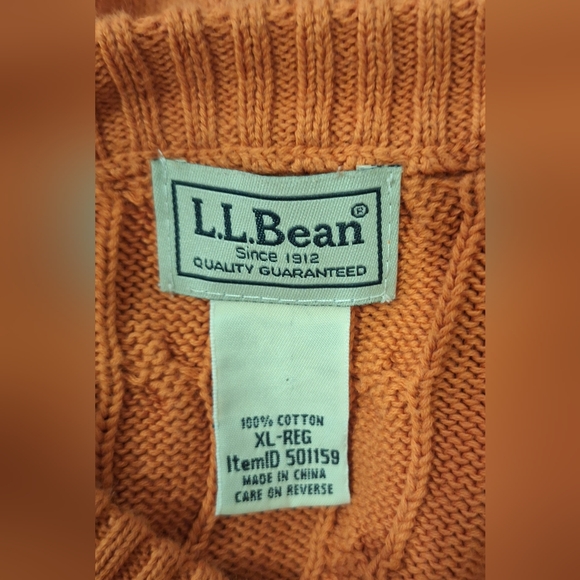 L.L.Bean®
Since 1912
QUALITY GUARANTEED
100% COTTON
XL-REG
ItemID 501159
MADE IN CHINA
CARE ON REVERSE